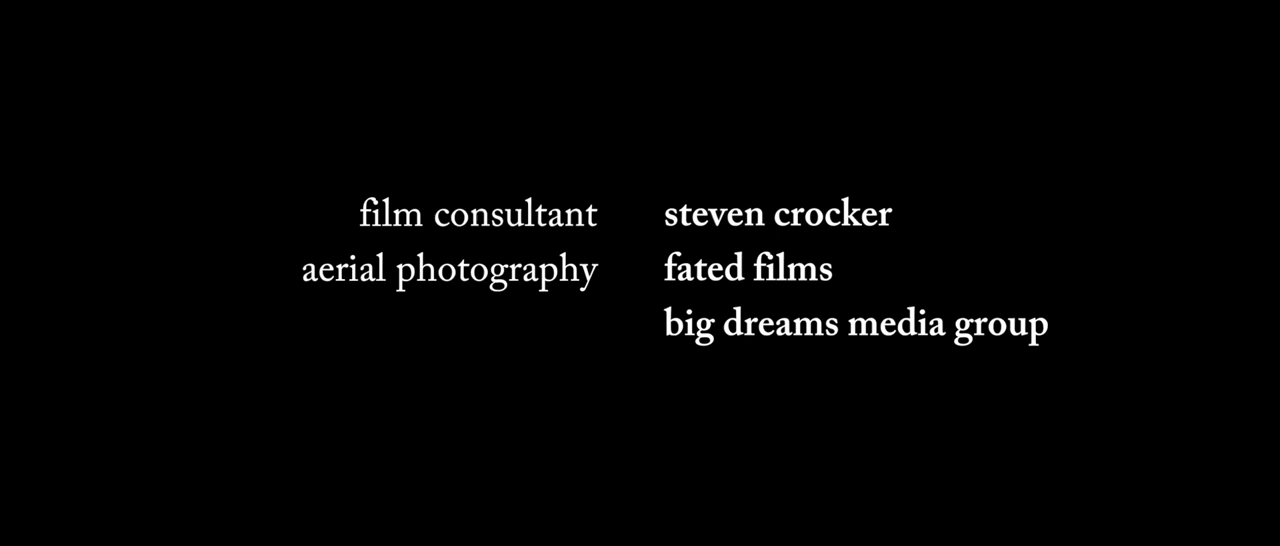 film consultant steven crocker
aerial photography fated films
big dreams media group